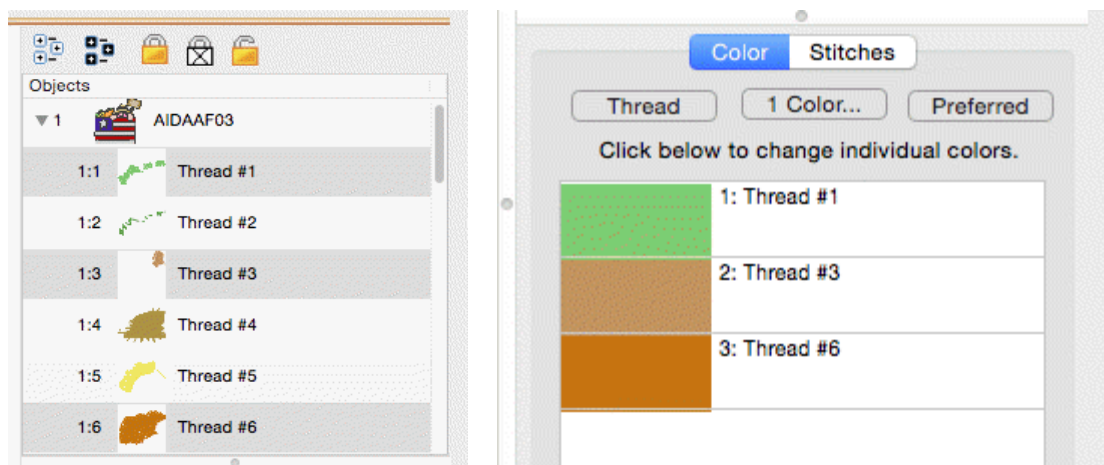 Objects
1 AIDAAF03
1:1 Thread #1
1:2 Thread #2
1:3 Thread #3
1:4 Thread #4
1:5 Thread #5
1:6 Thread #6
Color Stitches
Thread 1 Color... Preferred
Click below to change individual colors.
1: Thread #1
2: Thread #3
3: Thread #6